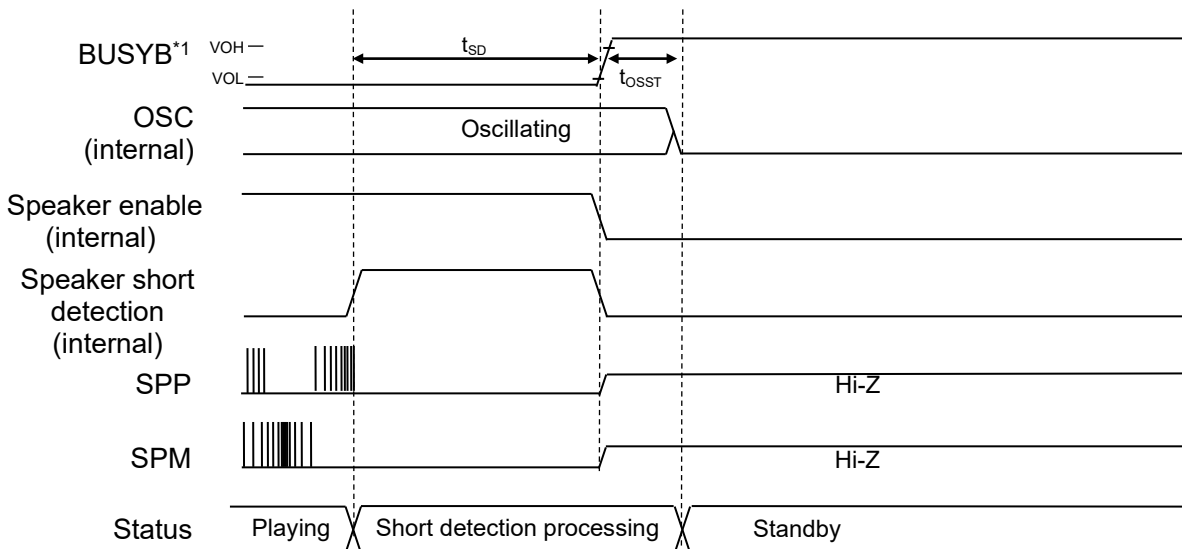 BUSYB*1
VOH
VOL
tSD
tOSST
OSC
(internal)
Oscillating
Speaker enable
(internal)
Speaker short
detection
(internal)
SPP
Hi-Z
SPM
Hi-Z
Status
Playing
Short detection processing
Standby